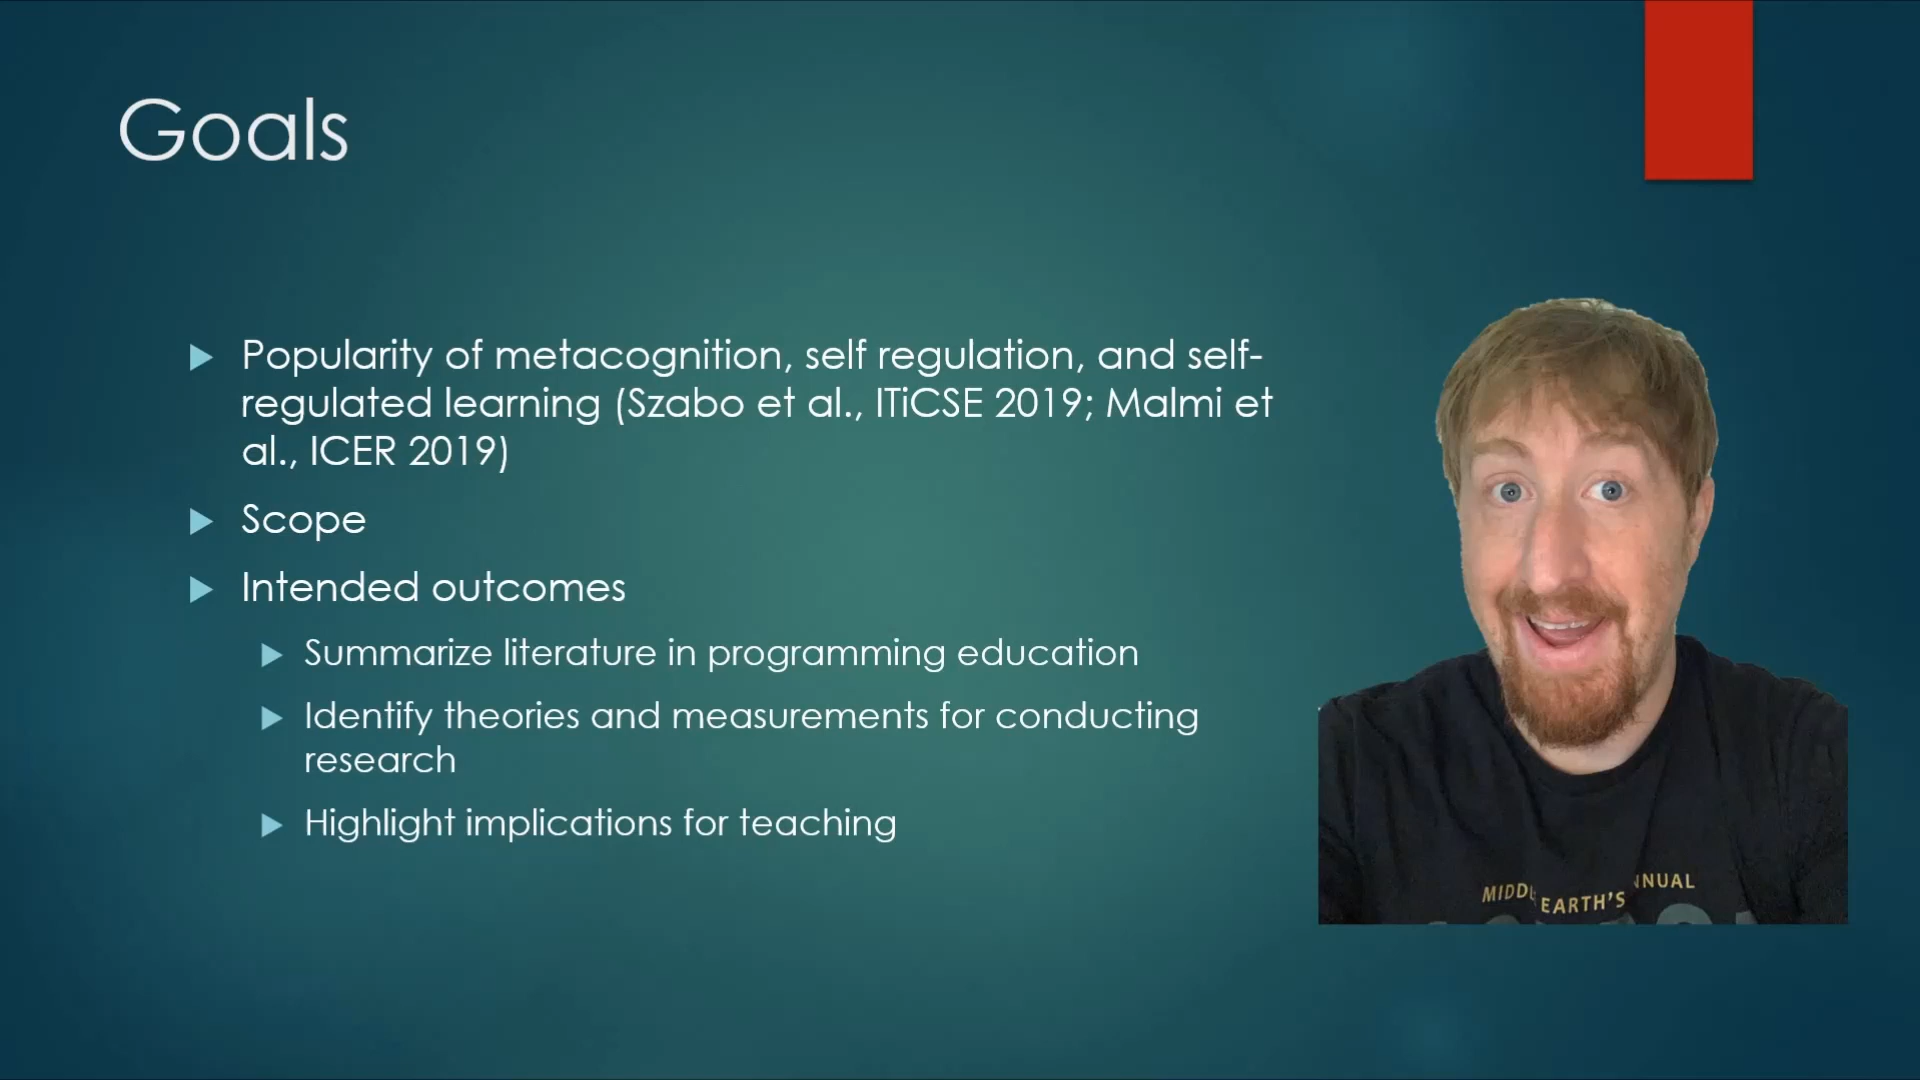 Goals
Popularity of metacognition, self regulation, and self-
regulated learning (Szabo et al., ITiCSE 2019; Malmi et
al., ICER 2019)
Scope
Intended outcomes
Summarize literature in programming education
Identify theories and measurements for conducting
research
Highlight implications for teaching
EARTH'S